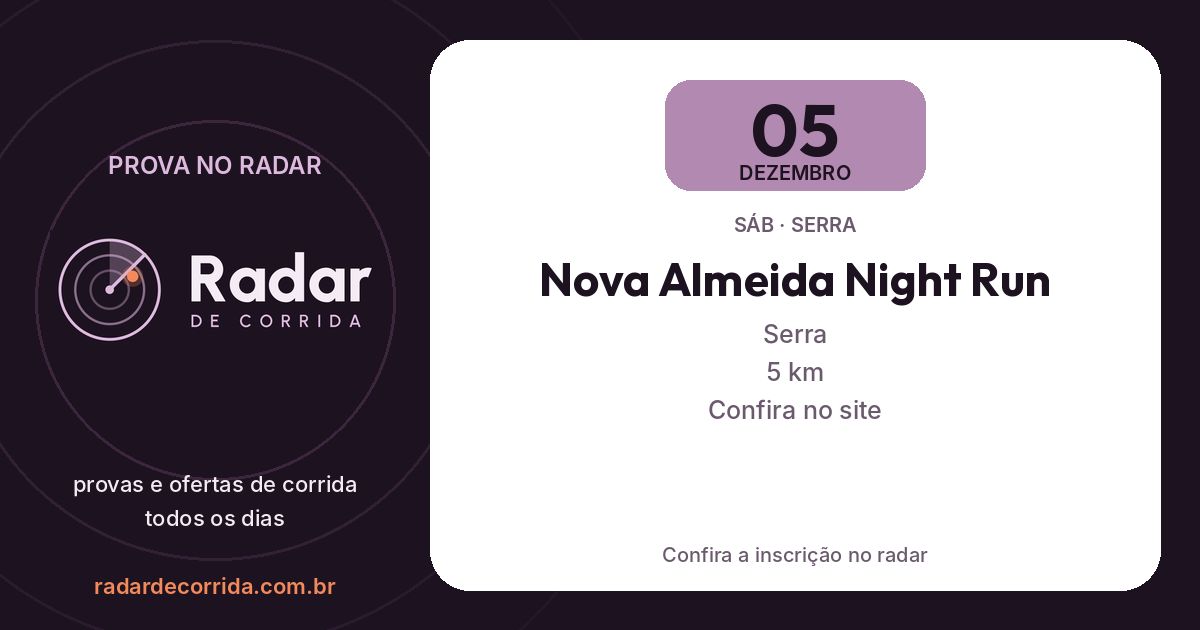 PROVA NO RADAR
Radar
DE CORRIDA
provas e ofertas de corrida
todos os dias
radardecorrida.com.br
05
DEZEMBRO
SÁB · SERRA
Nova Almeida Night Run
Serra
5 km
Confira no site
Confira a inscrição no radar